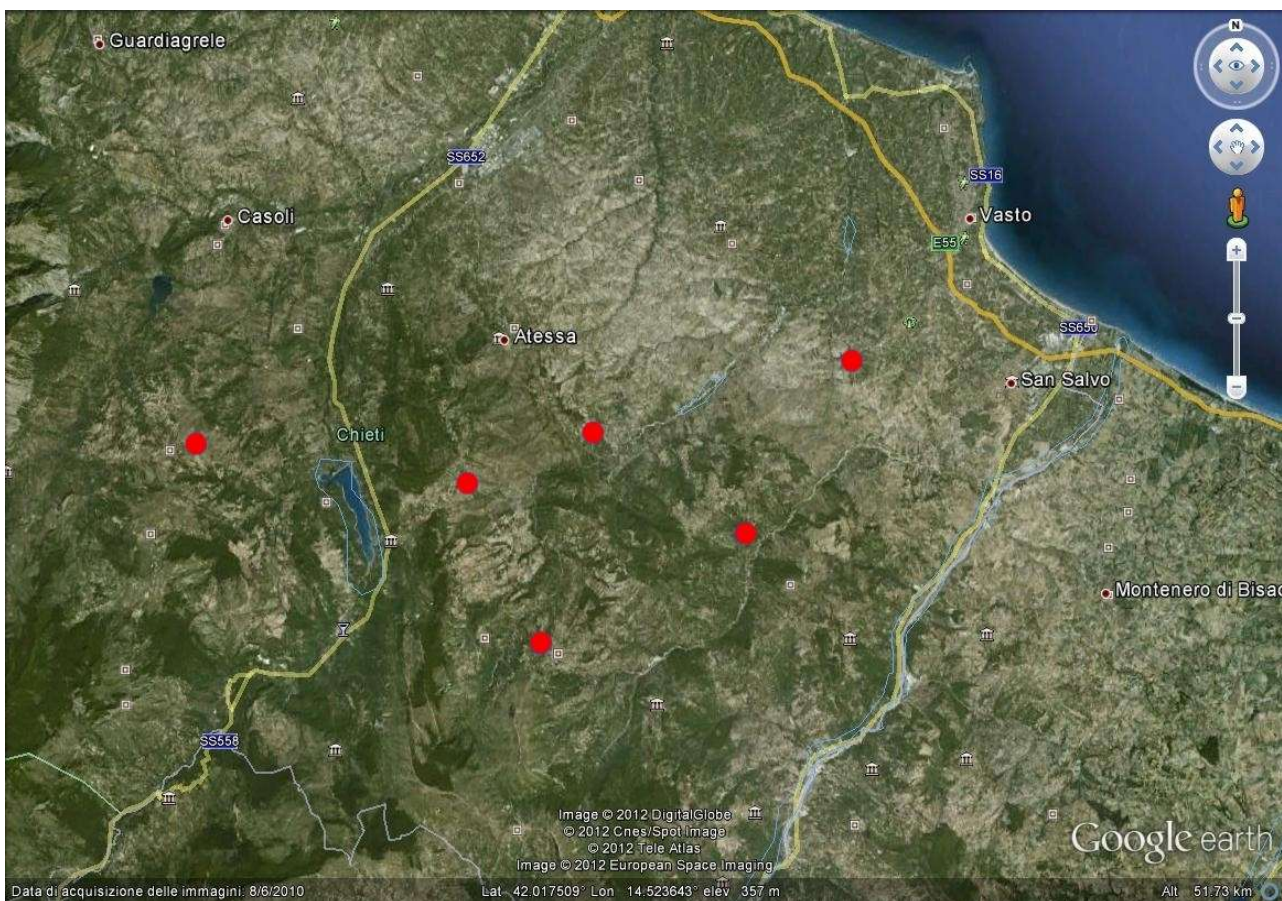 Guardiagrele
SS652
SS16
Casoli
Vasto
E55
SS650
Atessa
San Salvo
Chieti
Montenero di Bisac
SS558
Image © 2012 DigitalGlobe
© 2012 Cnes/Spot Image
© 2012 Tele Atlas
Image © 2012 European Space Imaging
Google earth
Data di acquisizione delle immagini: 8/6/2010
Lat 42.017509° Lon 14.523643° elev 357 m
Alt 51.73 km
N